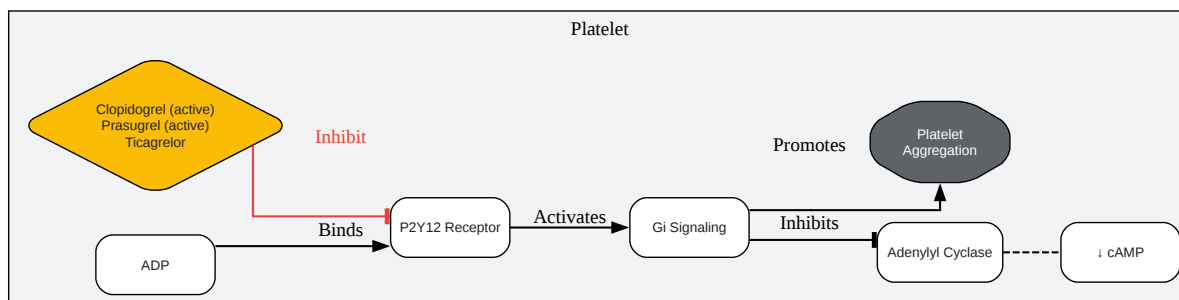 Platelet
Clopidogrel (active)
Prasugrel (active)
Ticagrelor
Inhibit
Promotes
Platelet
Aggregation
Binds
P2Y12 Receptor
Activates
Gi Signaling
Inhibits
ADP
Adenylyl Cyclase
↓ cAMP